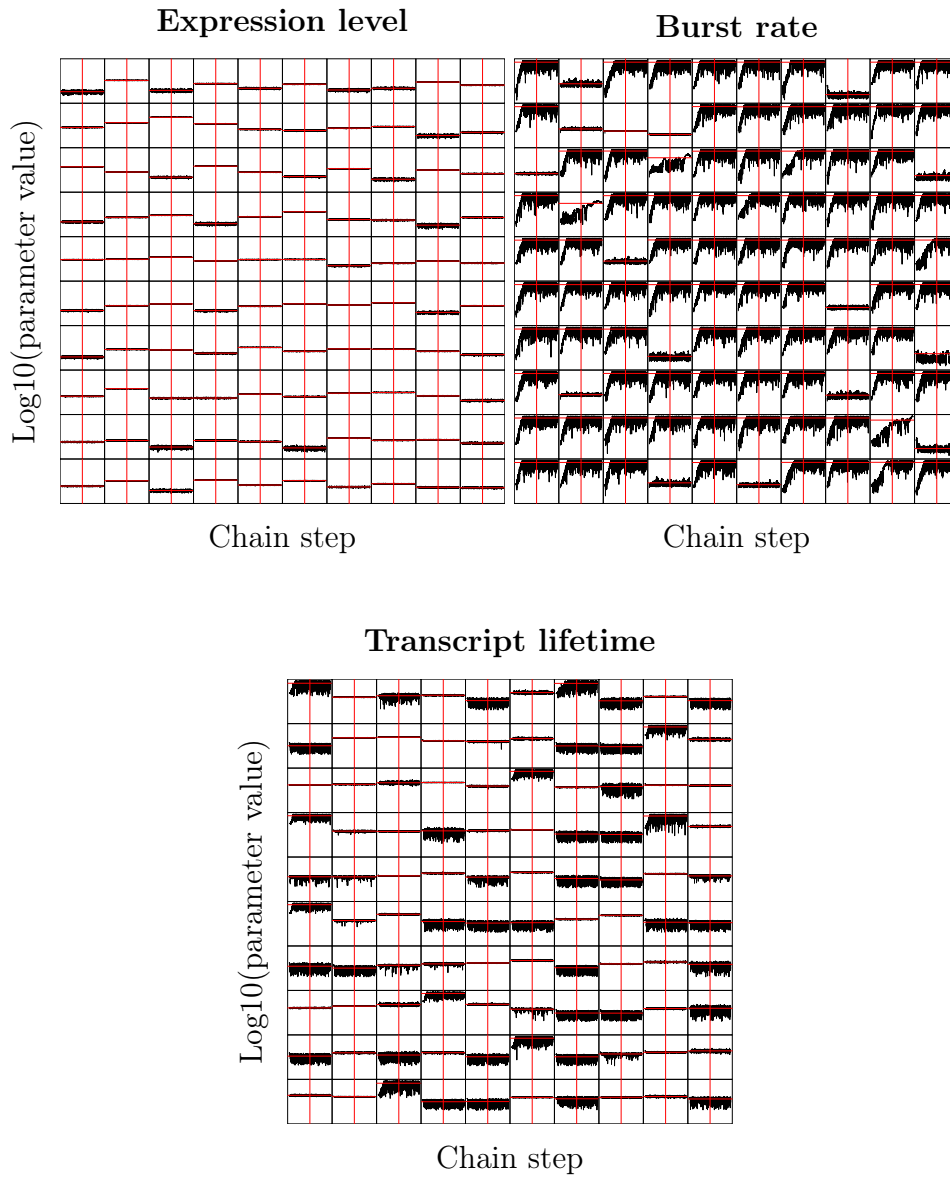 Expression level
Burst rate
Log10(parameter value)
Chain step
Chain step
Transcript lifetime
Log10(parameter value)
Chain step